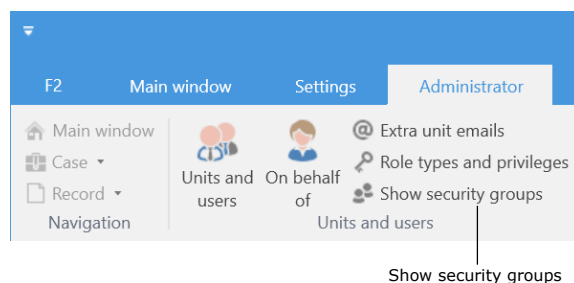 F2 Main window Settings Administrator
Main window
Case
Record
Navigation
Units and
users
On behalf
of
Extra unit emails
Role types and privileges
Show security groups
Units and users
Show security groups